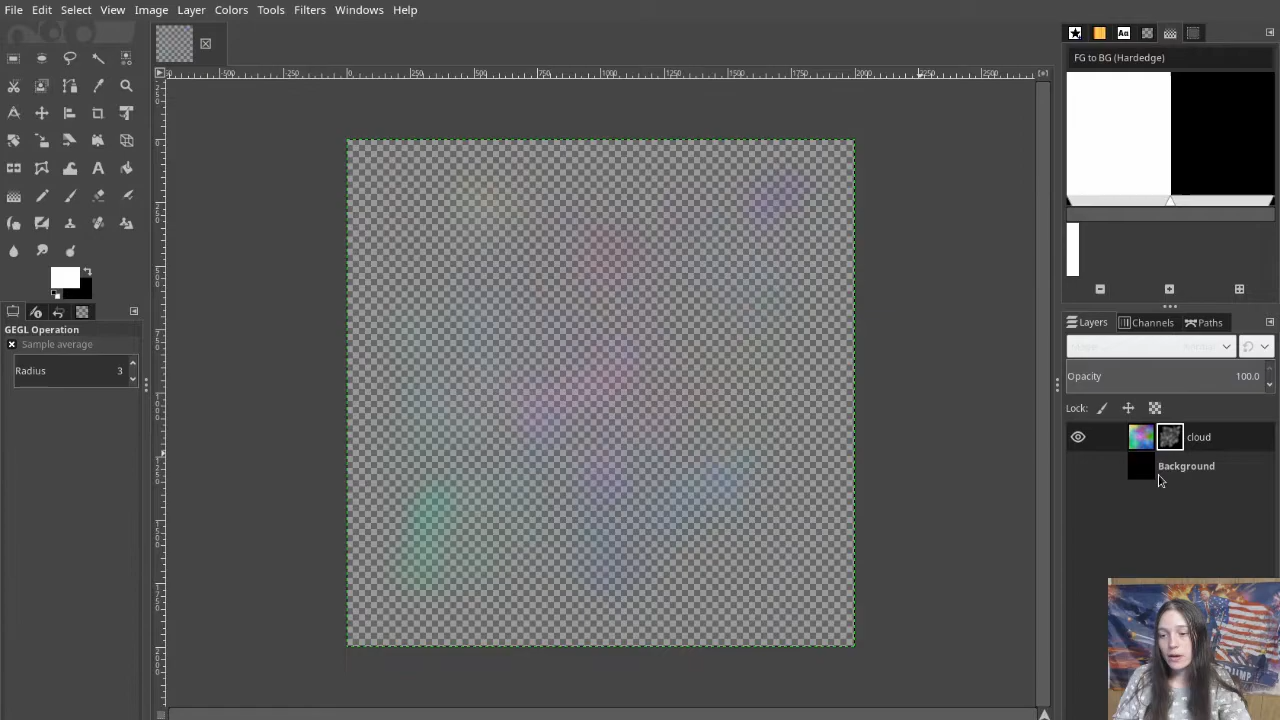 File Edit Select View Image Layer Colors Tools Filters Windows Help
FG to BG (Hardedge)
GEGL Operation
Sample average
Radius 3
Layers Channels Paths
Opacity 100.0
Lock:
cloud
Background